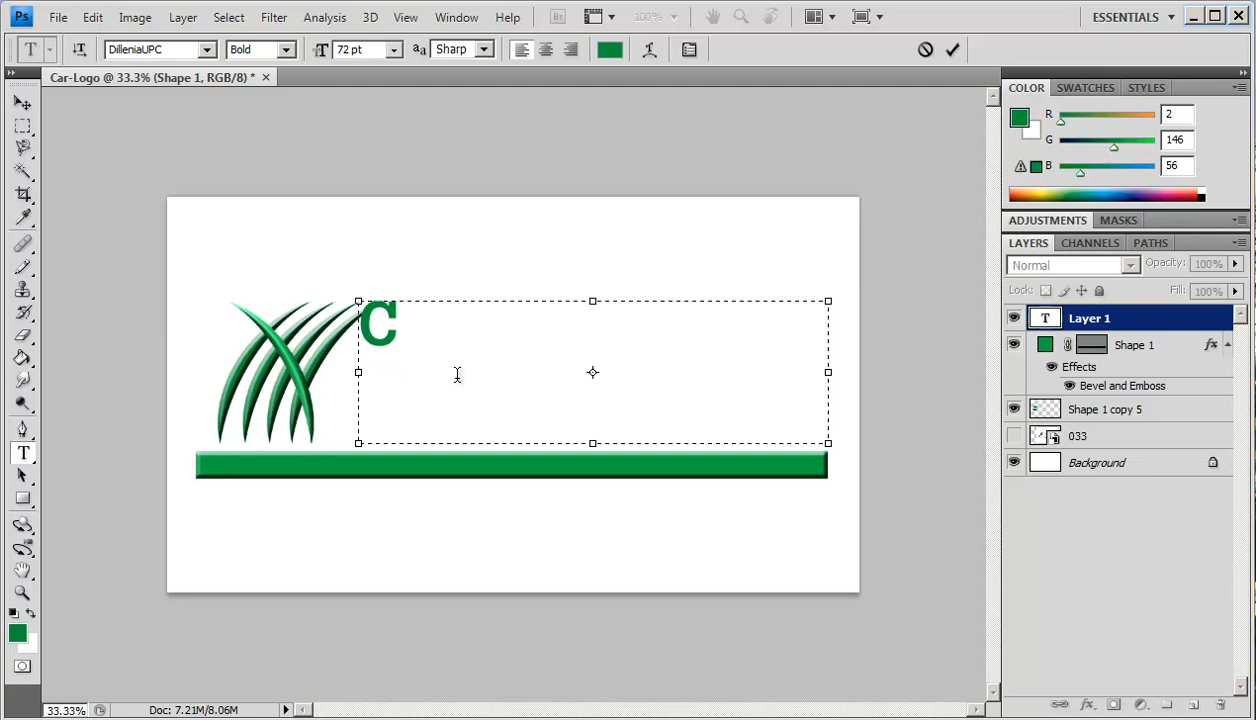 Ps File Edit Image Layer Select Filter Analysis 3D View Window Help Br 100% ESSENTIALS
T DilleniaUPC Bold 72 pt Sharp
Car-Logo @ 33.3% (Shape 1, RGB/8) *
COLOR SWATCHES STYLES
R 2
G 146
B 56
ADJUSTMENTS MASKS
LAYERS CHANNELS PATHS
Normal Opacity: 100%
Lock: Fill: 100%
T Layer 1
Shape 1 fx
Effects
Bevel and Emboss
Shape 1 copy 5
033
Background
C
T
33.33% Doc: 7.21M/8.06M